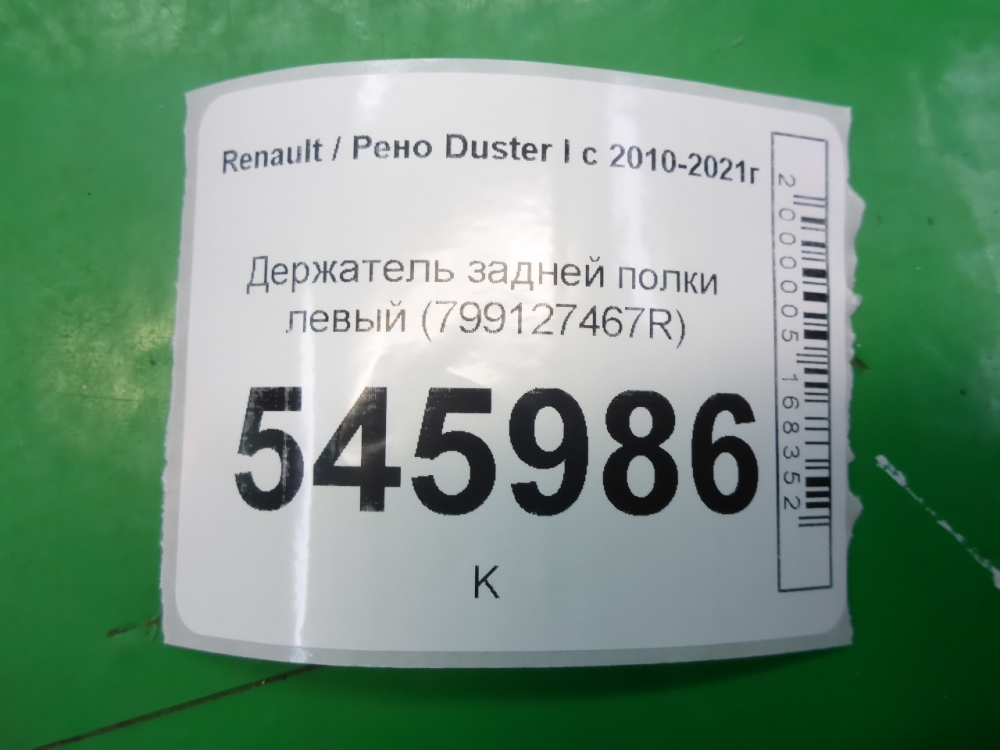 Renault / Рено Duster I с 2010-2021г
Держатель задней полки
левый (799127467R)
545986
К
2000005168352